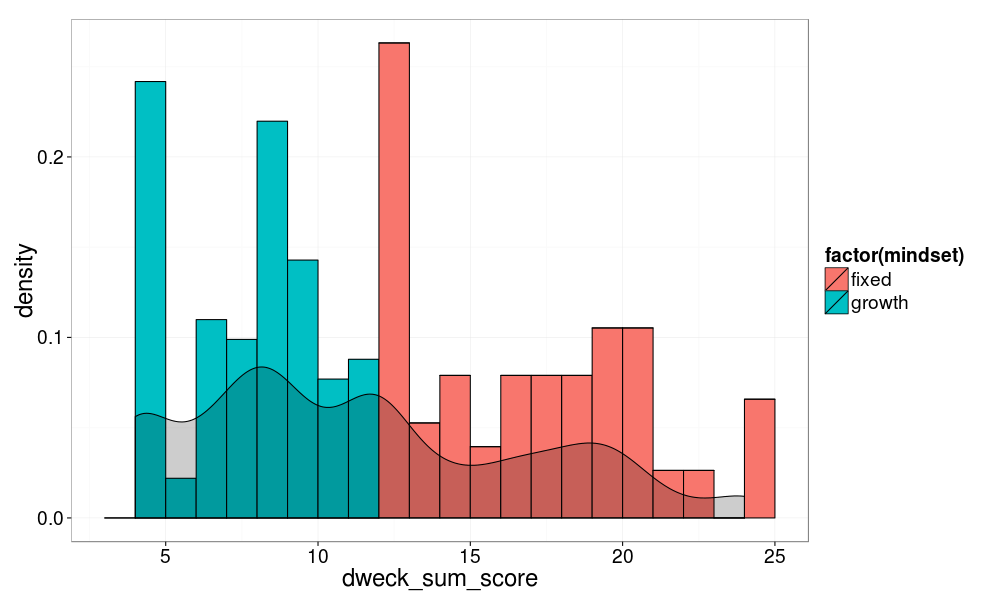 density
0.2
0.1
0.0
5
10
15
20
25
dweck_sum_score
factor(mindset)
fixed
growth